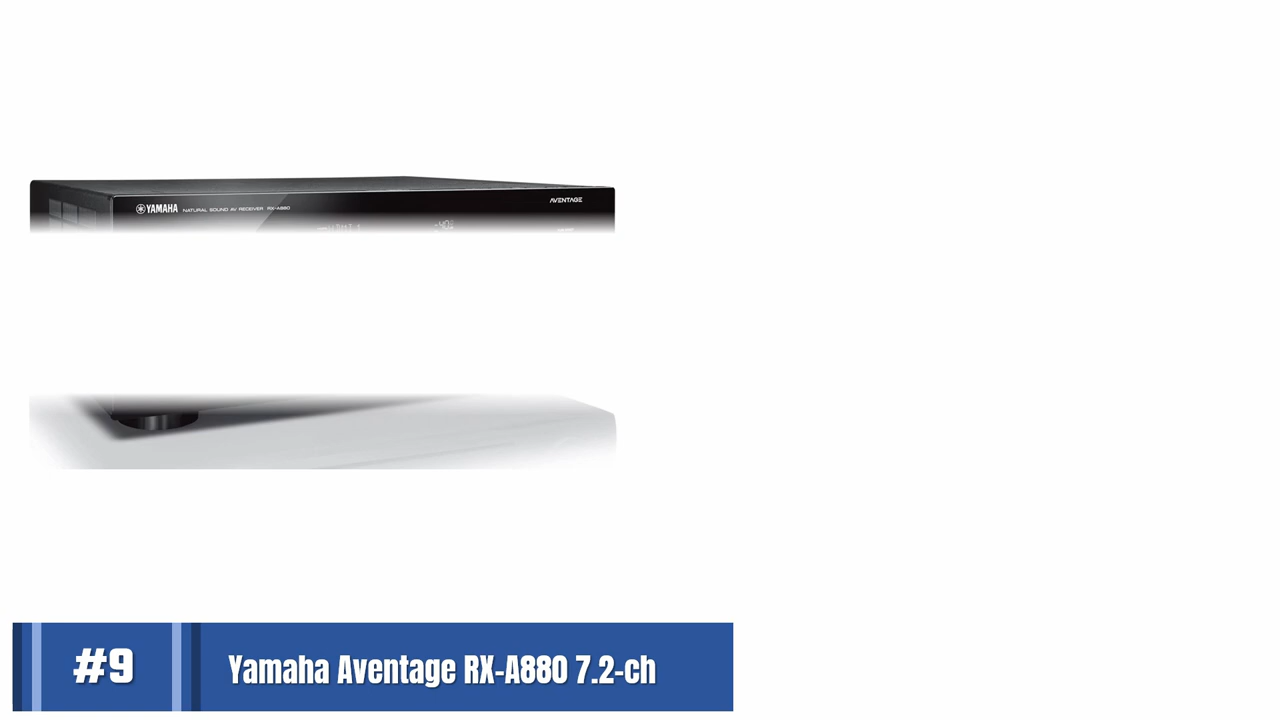 YAMAHA NATURAL SOUND AV RECEIVER RX-A880
AVENTAGE
#9 Yamaha Aventage RX-A880 7.2-ch